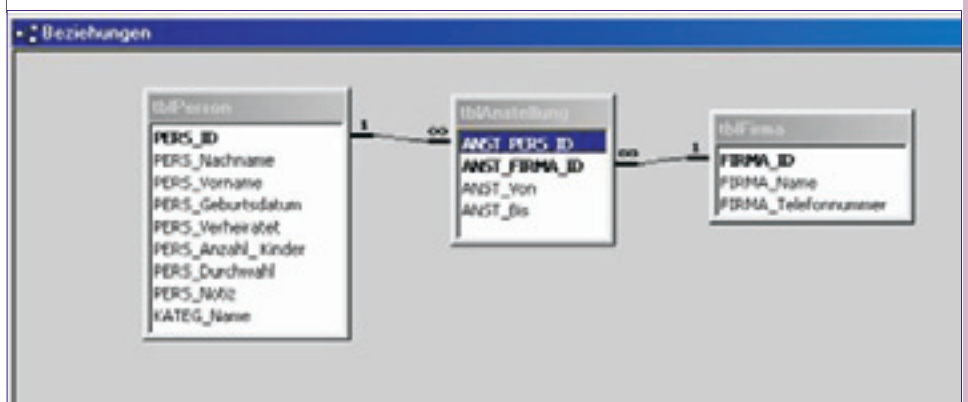 Beziehungen
tblPerson
PERS_ID
PERS_Nachname
PERS_Vorname
PERS_Geburtsdatum
PERS_Verheiratet
PERS_Anzahl_Kinder
PERS_Durchwahl
PERS_Notiz
KATEG_Name
1
∞
tblAnstellung
ANST_PERS_ID
ANST_FIRMA_ID
ANST_Von
ANST_Bis
∞
1
tblFirma
FIRMA_ID
FIRMA_Name
FIRMA_Telefonnummer